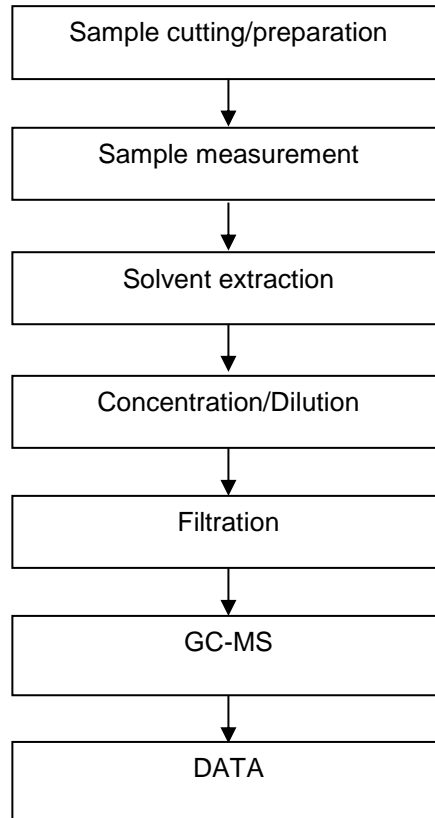 Sample cutting/preparation
Sample measurement
Solvent extraction
Concentration/Dilution
Filtration
GC-MS
DATA